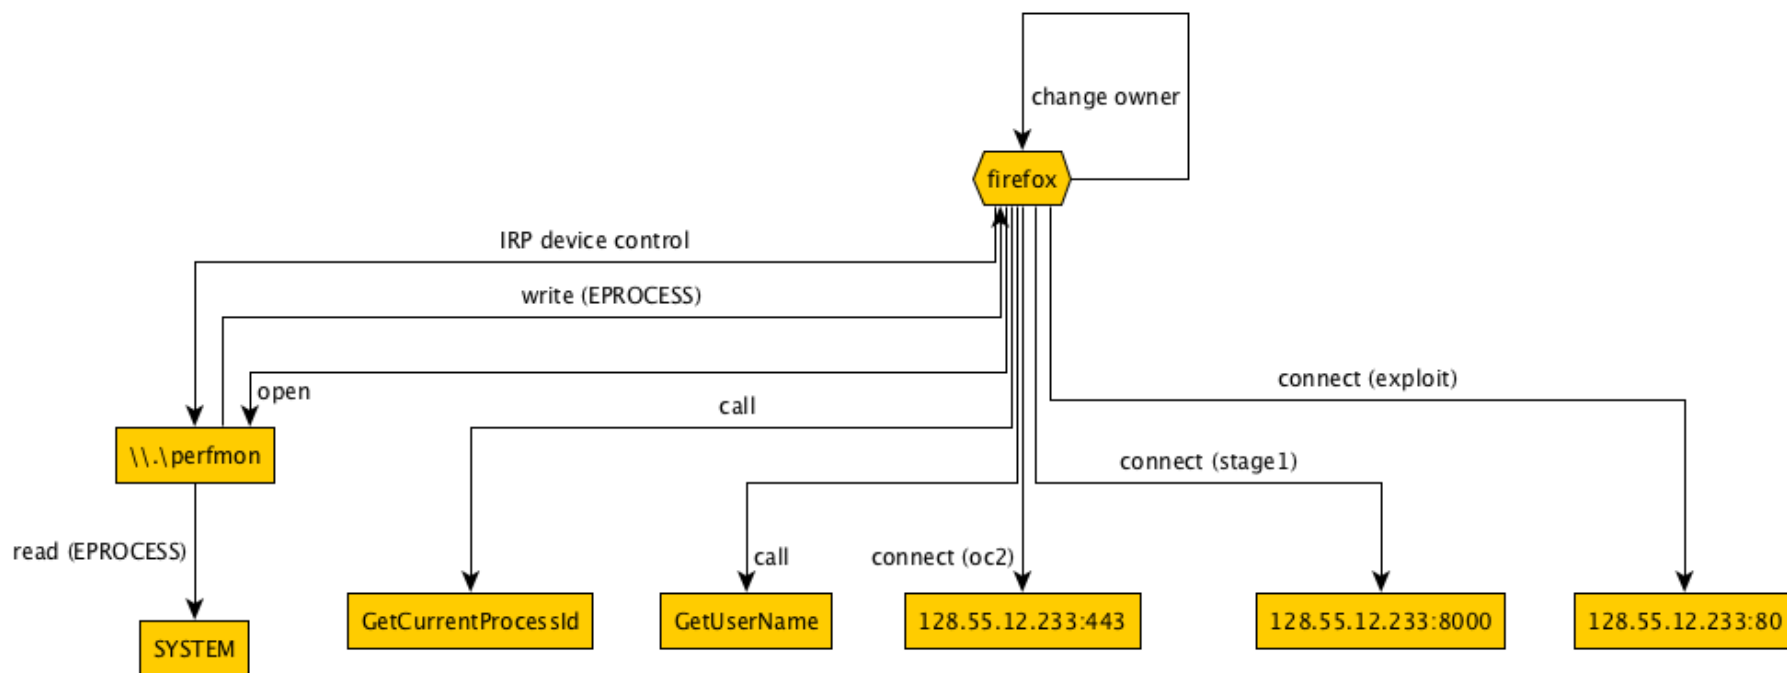 change owner
firefox
IRP device control
write (EPROCESS)
open
call
connect (exploit)
\\.\perfmon
connect (stage1)
read (EPROCESS)
call
connect (oc2)
GetCurrentProcessId
GetUserName
128.55.12.233:443
128.55.12.233:8000
128.55.12.233:80
SYSTEM